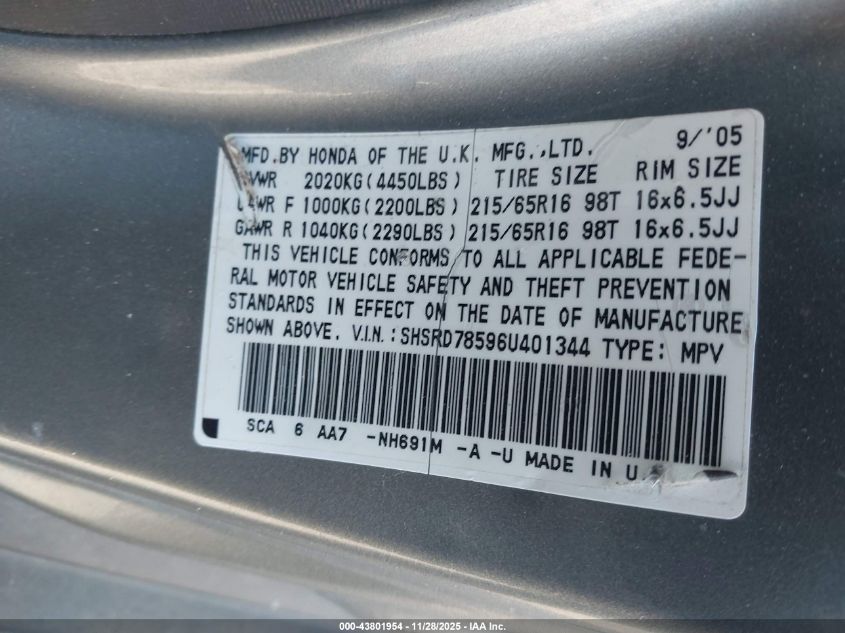 MFD.BY HONDA OF THE U.K. MFG.,LTD. 9/'05
VWR 2020KG(4450LBS) TIRE SIZE RIM SIZE
WR F 1000KG(2200LBS) 215/65R16 98T 16x6.5JJ
GAWR R 1040KG(2290LBS) 215/65R16 98T 16x6.5JJ
THIS VEHICLE CONFORMS TO ALL APPLICABLE FEDE-
RAL MOTOR VEHICLE SAFETY AND THEFT PREVENTION
STANDARDS IN EFFECT ON THE DATE OF MANUFACTURE
SHOWN ABOVE. V.I.N.:SHSRD78596U401344 TYPE: MPV
SCA 6 AA7 -NH691M -A -U MADE IN U.
000-43801954 - 11/28/2025 - IAA Inc.